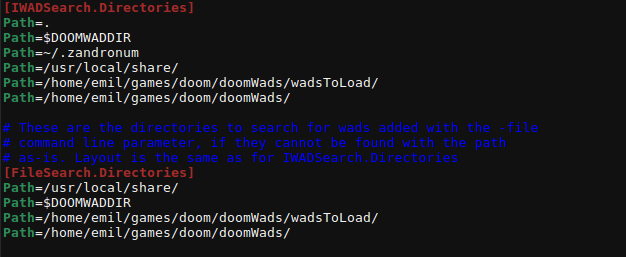 [IWADSearch.Directories]
Path=.
Path=$DOOMWADDIR
Path=~/.zandronum
Path=/usr/local/share/
Path=/home/emil/games/doom/doomWads/wadsToLoad/
Path=/home/emil/games/doom/doomWads/

# These are the directories to search for wads added with the -file
# command line parameter, if they cannot be found with the path
# as-is. Layout is the same as for IWADSearch.Directories
[FileSearch.Directories]
Path=/usr/local/share/
Path=$DOOMWADDIR
Path=/home/emil/games/doom/doomWads/wadsToLoad/
Path=/home/emil/games/doom/doomWads/